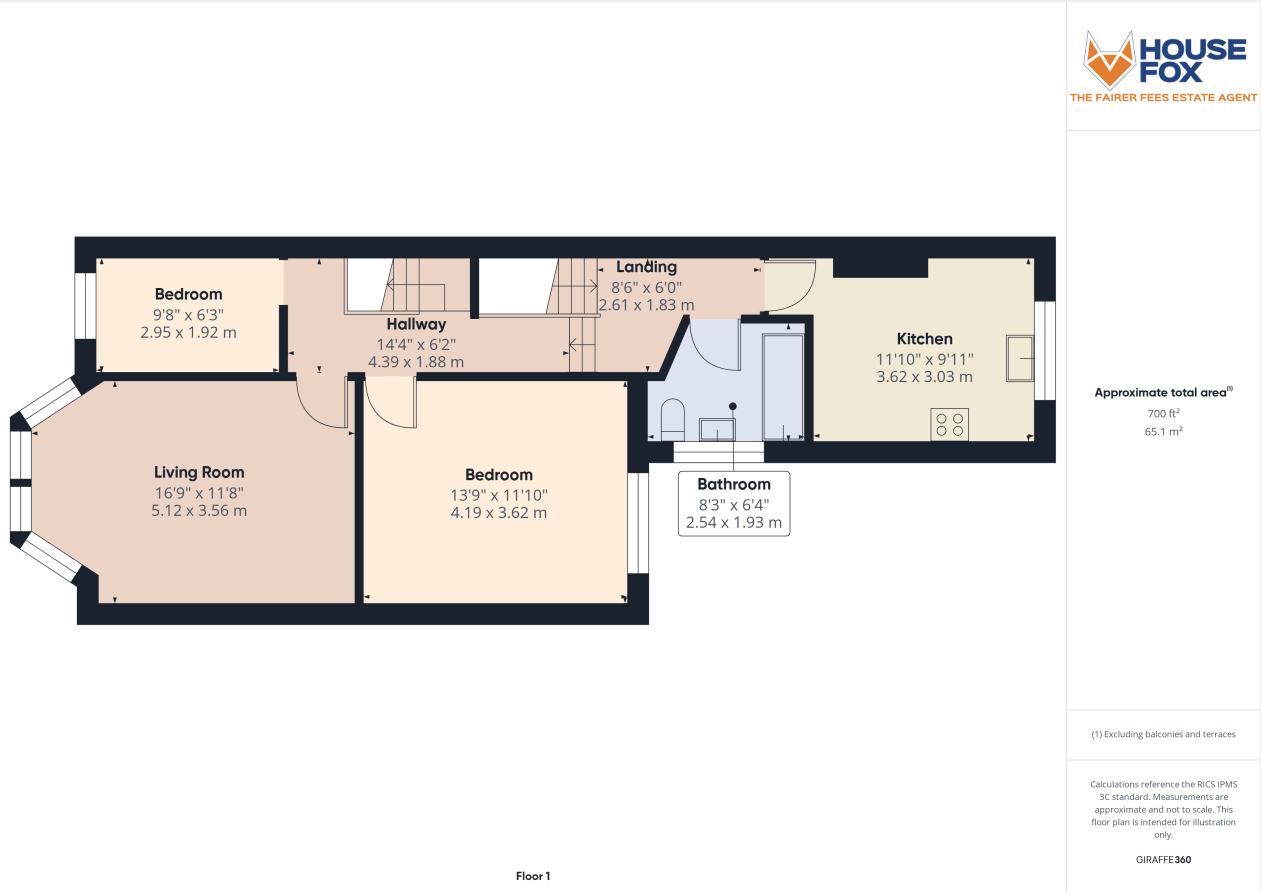 HOUSE
FOX
THE FAIRER FEES ESTATE AGENT
Landing
8'6" x 6'0"
2.61 x 1.83 m
Bedroom
9'8" x 6'3"
2.95 x 1.92 m
Hallway
14'4" x 6'2"
4.39 x 1.88 m
Kitchen
11'10" x 9'11"
3.62 x 3.03 m
Living Room
16'9" x 11'8"
5.12 x 3.56 m
Bedroom
13'9" x 11'10"
4.19 x 3.62 m
Bathroom
8'3" x 6'4"
2.54 x 1.93 m
Approximate total area⁽¹⁾
700 ft²
65.1 m²
(1) Excluding balconies and terraces
Calculations reference the RICS IPMS
3C standard. Measurements are
approximate and not to scale. This
floor plan is intended for illustration
only.
GIRAFFE360
Floor 1